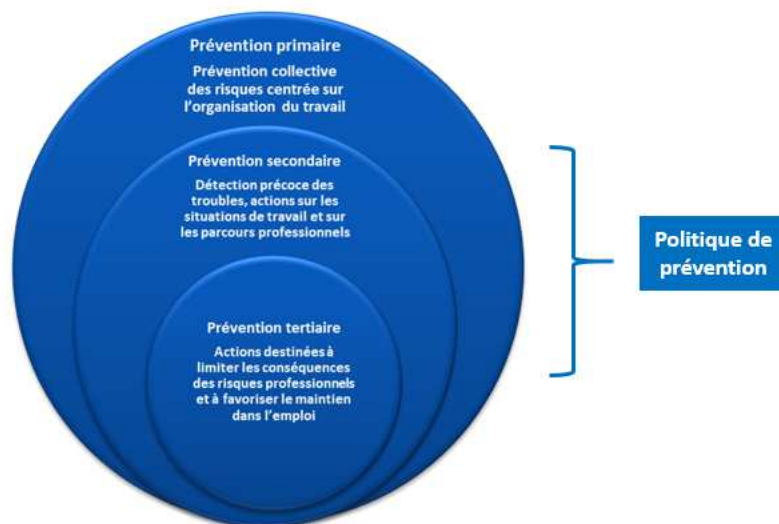 Prévention primaire
Prévention collective
des risques centrée sur
l'organisation du travail
Prévention secondaire
Détection précoce des
troubles, actions sur les
situations de travail et sur
les parcours professionnels
Prévention tertiaire
Actions destinées à
limiter les conséquences
des risques professionnels
et à favoriser le maintien
dans l'emploi
Politique de
prévention